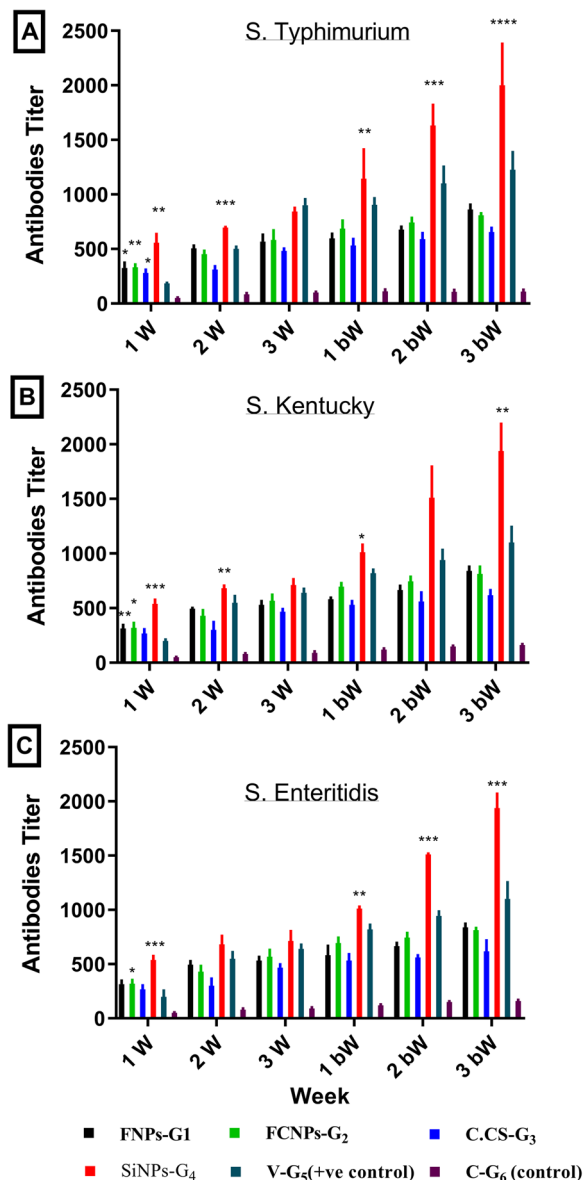 A
S. Typhimurium
Antibodies Titer
2500
2000
1500
1000
500
0
* ** * **
***
**
***
****
1 W 2 W 3 W 1 bW 2 bW 3 bW
B
S. Kentucky
Antibodies Titer
2500
2000
1500
1000
500
0
** * ***
**
*
**
1 W 2 W 3 W 1 bW 2 bW 3 bW
C
S. Enteritidis
Antibodies Titer
2500
2000
1500
1000
500
0
* ***
**
***
***
1 W 2 W 3 W 1 bW 2 bW 3 bW
Week
FNPs-G1 FCNPs-G2 C.CS-G3
SiNPs-G4 V-G5(+ve control) C-G6 (control)